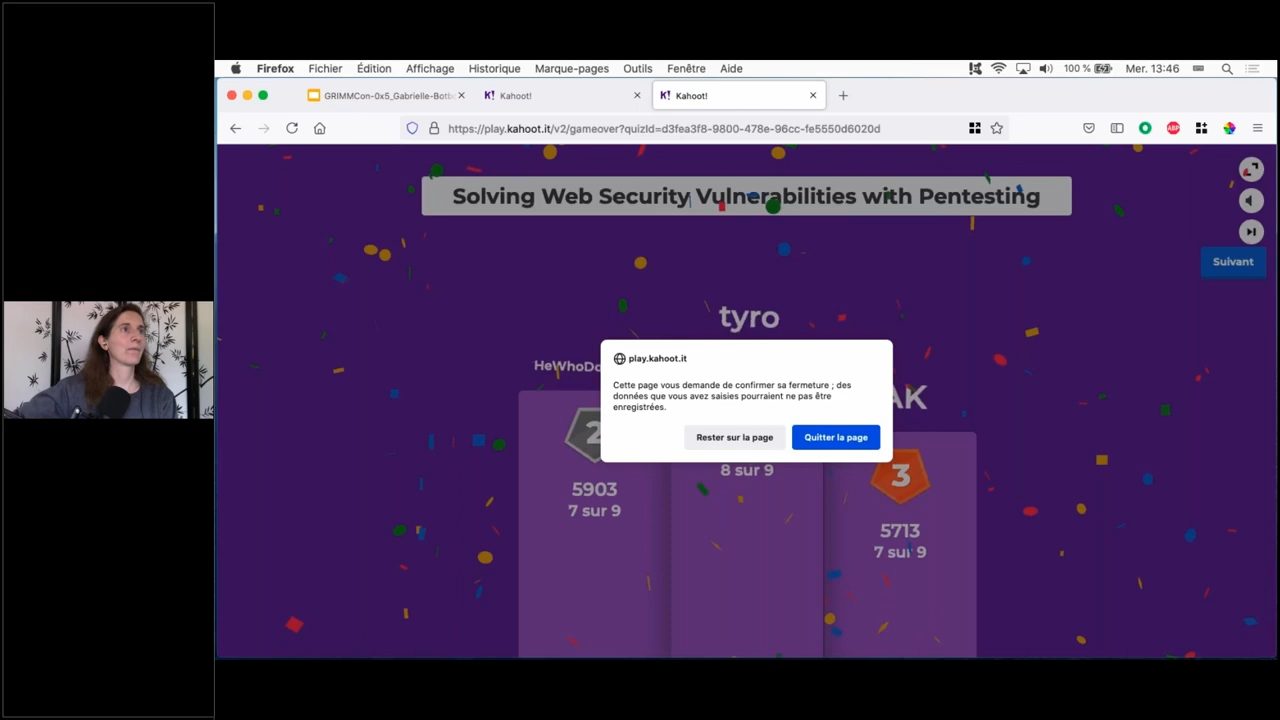 Firefox Fichier Édition Affichage Historique Marque-pages Outils Fenêtre Aide 100 % Mer. 13:46
GRIMMCon-0x5_Gabrielle-Botb
K! Kahoot!
K! Kahoot!
https://play.kahoot.it/v2/gameover?quizId=d3fea3f8-9800-478e-96cc-fe5550d6020d
ABP
Solving Web Security Vulnerabilities with Pentesting
Suivant
tyro
HeWhoDo
AK
play.kahoot.it
Cette page vous demande de confirmer sa fermeture ; des
données que vous avez saisies pourraient ne pas être
enregistrées.
Rester sur la page Quitter la page
2
5903
7 sur 9
8 sur 9
3
5713
7 sur 9